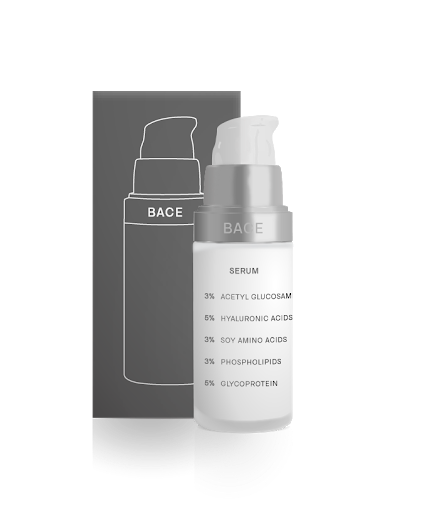 BACE
BACE
SERUM
3% ACETYL GLUCOSAM
5% HYALURONIC ACIDS
3% SOY AMINO ACIDS
3% PHOSPHOLIPIDS
5% GLYCOPROTEIN